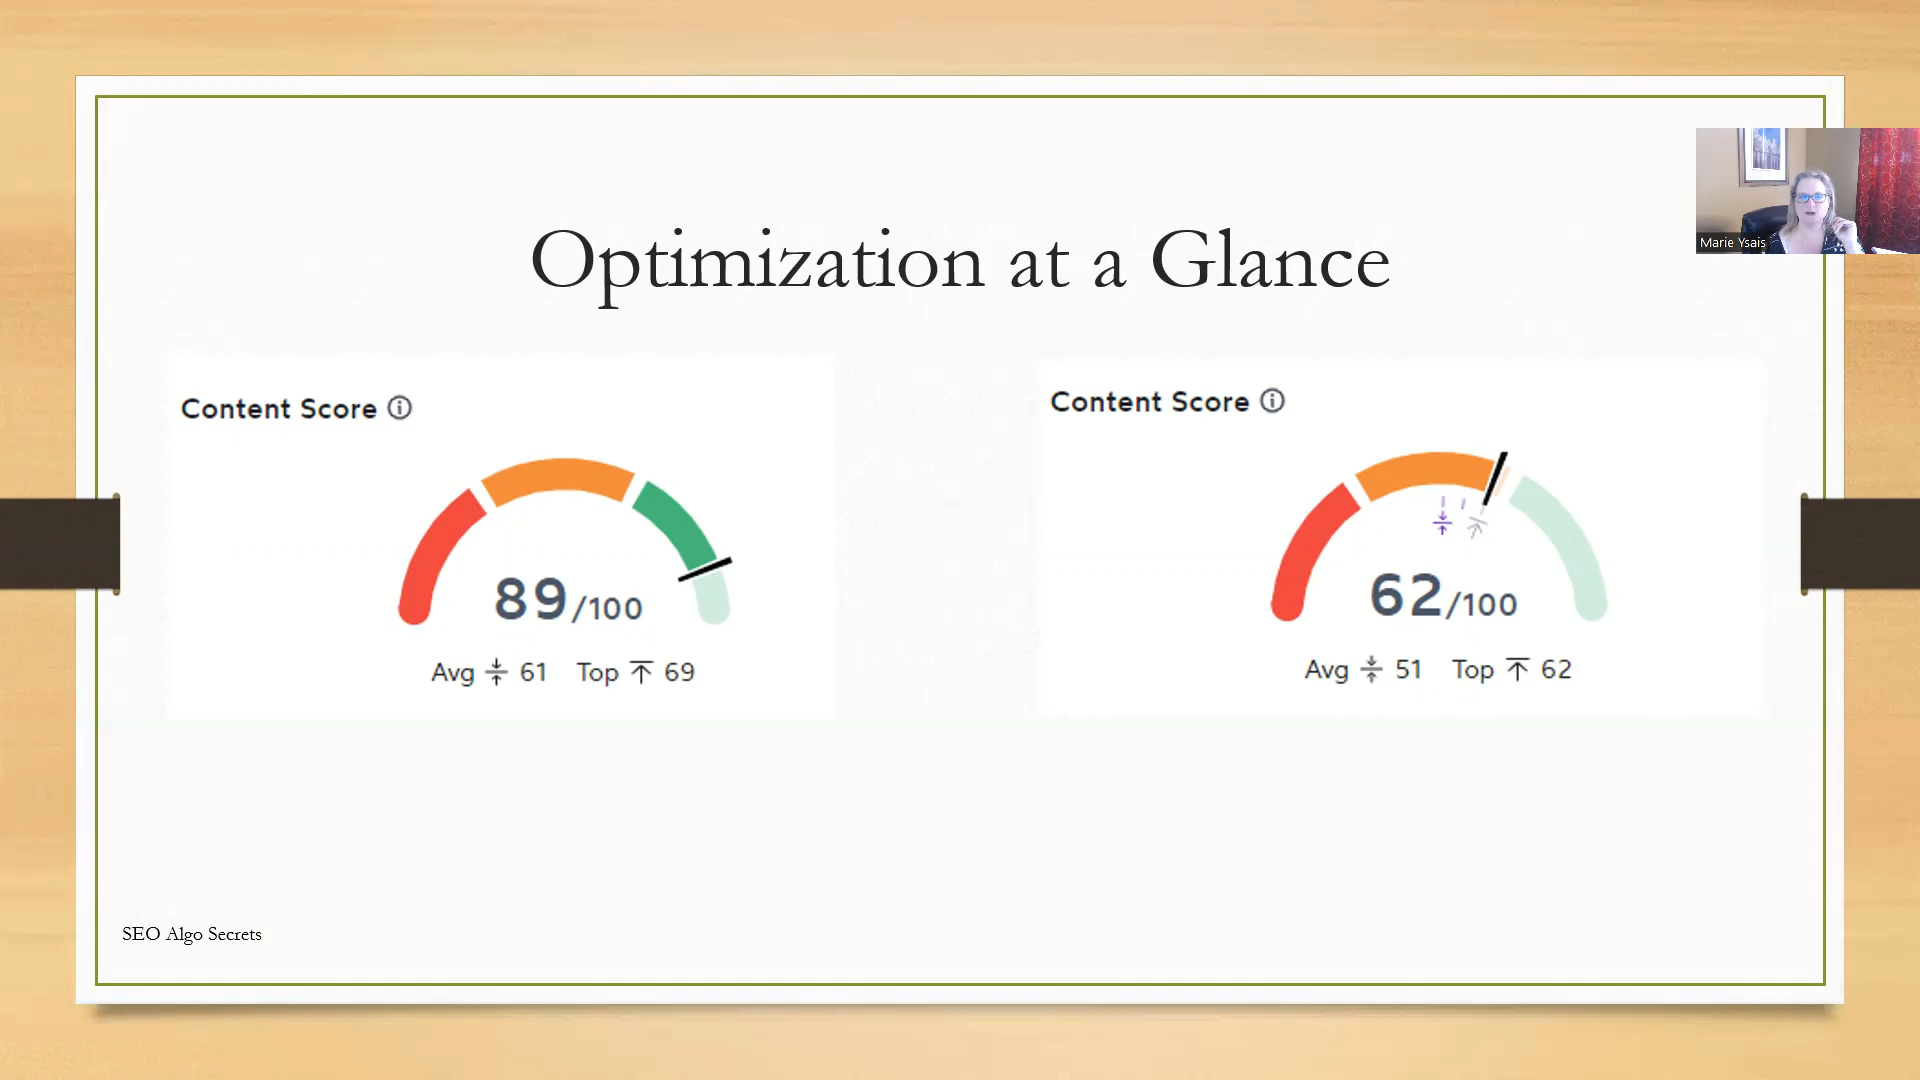 Optimization at a Glance
Marie Ysais
Content Score
89/100
Avg 61 Top 69
Content Score
62/100
Avg 51 Top 62
SEO Algo Secrets